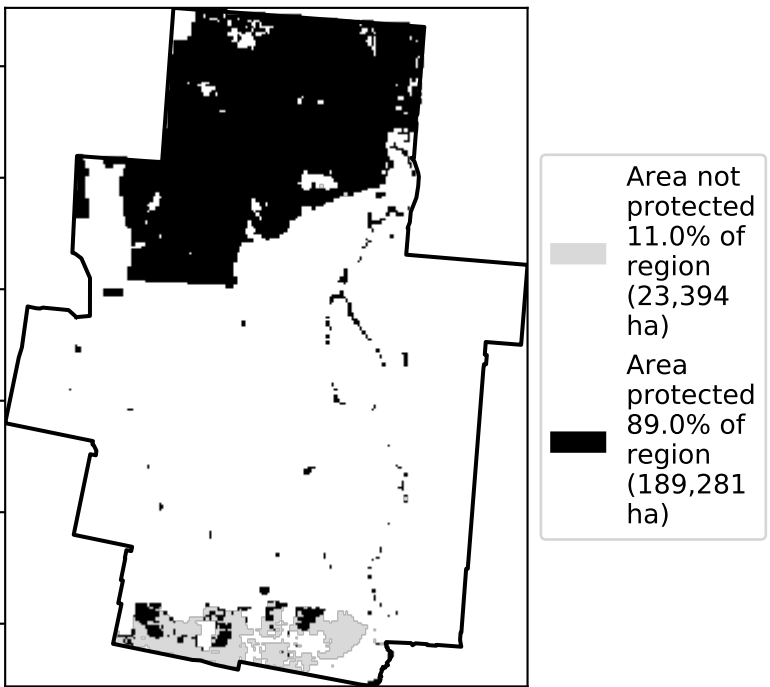 Area not
protected
11.0% of
region
(23,394
ha)
Area
protected
89.0% of
region
(189,281
ha)